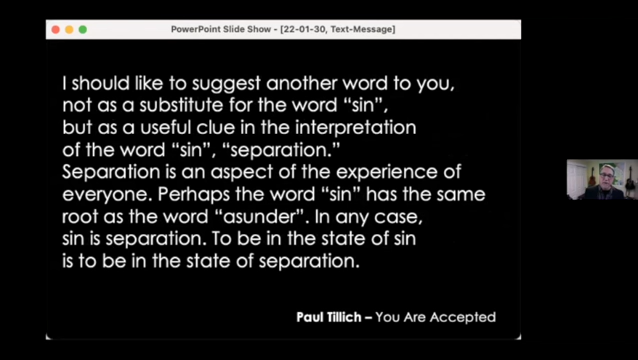 PowerPoint Slide Show - [22-01-30, Text-Message]
I should like to suggest another word to you,
not as a substitute for the word “sin”,
but as a useful clue in the interpretation
of the word “sin”, “separation.”
Separation is an aspect of the experience of
everyone. Perhaps the word “sin” has the same
root as the word “asunder”. In any case,
sin is separation. To be in the state of sin
is to be in the state of separation.
Paul Tillich – You Are Accepted